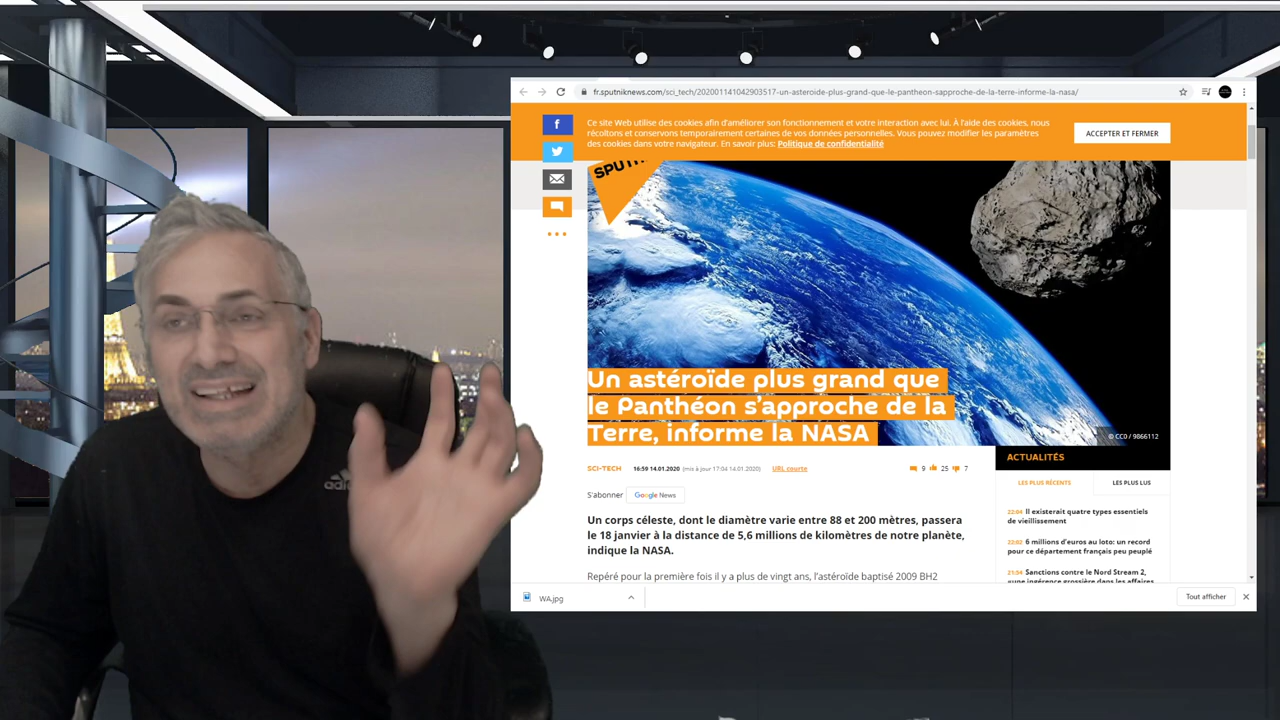 fr.sputniknews.com/sci_tech/202001141042903517-un-asteroide-plus-grand-que-le-pantheon-sapproche-de-la-terre-informe-la-nasa/
Ce site Web utilise des cookies afin d'améliorer son fonctionnement et votre interaction avec lui. À l'aide des cookies, nous
récoltons et conservons temporairement certaines de vos données personnelles. Vous pouvez modifier les paramètres
des cookies dans votre navigateur. En savoir plus: Politique de confidentialité
ACCEPTER ET FERMER
Un astéroïde plus grand que
le Panthéon s'approche de la
Terre, informe la NASA
© CC0 / 9866112
SCI-TECH 16:59 14.01.2020 (mis à jour 17:04 14.01.2020) URL courte 9 25 7
S'abonner Google News
Un corps céleste, dont le diamètre varie entre 88 et 200 mètres, passera
le 18 janvier à la distance de 5,6 millions de kilomètres de notre planète,
indique la NASA.
Repéré pour la première fois il y a plus de vingt ans, l'astéroïde baptisé 2009 BH2
ACTUALITÉS
LES PLUS RÉCENTS LES PLUS LUS
22:04 Il existerait quatre types essentiels
de vieillissement
22:02 6 millions d'euros au loto: un record
pour ce département français peu peuplé
21:54 Sanctions contre le Nord Stream 2,
«une ingérence grossière dans les affaires
WA.jpg
Tout afficher
adidas